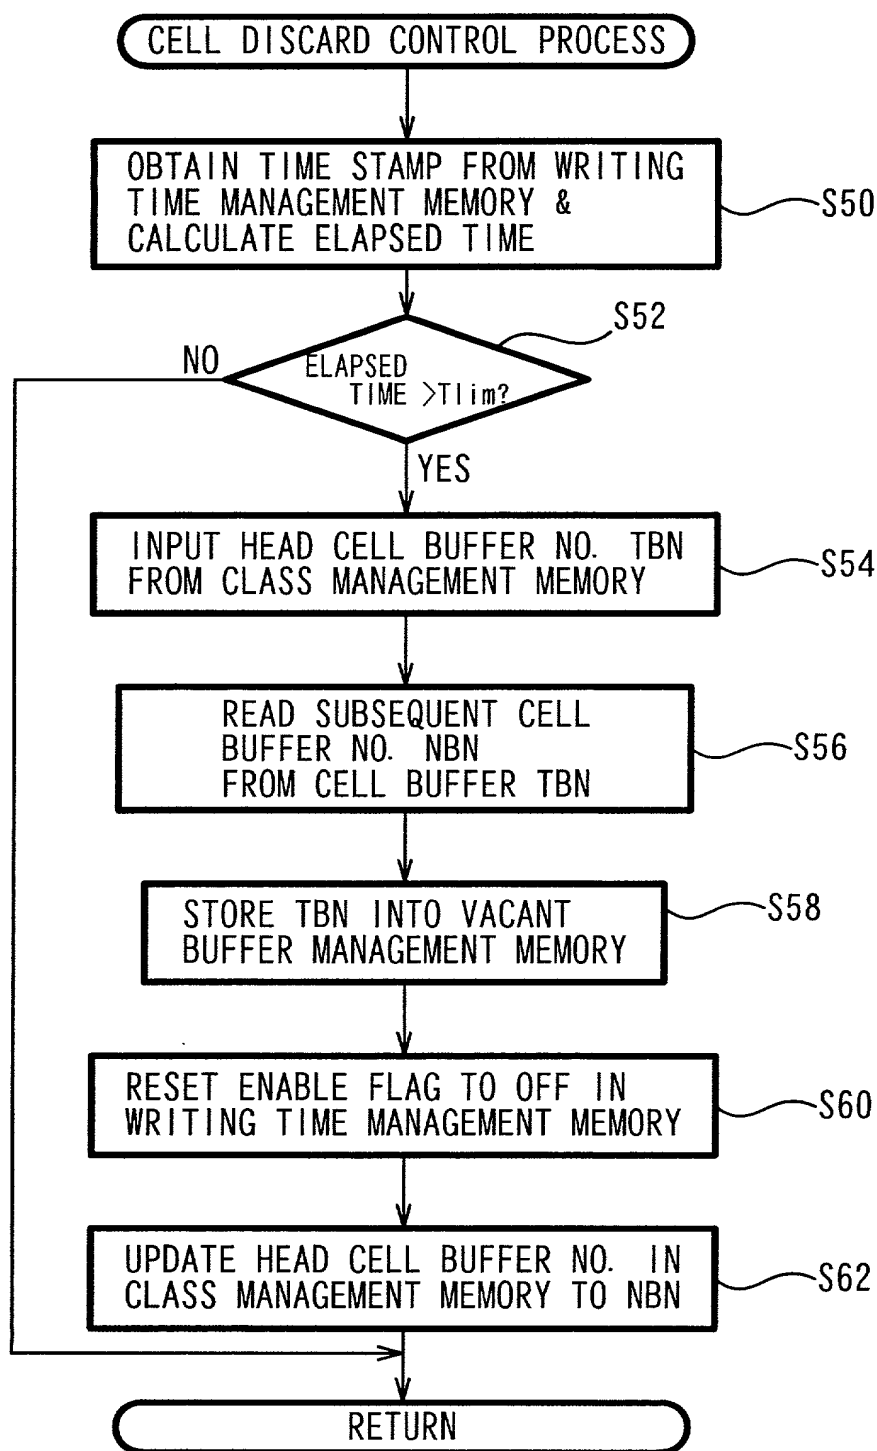 CELL DISCARD CONTROL PROCESS
OBTAIN TIME STAMP FROM WRITING
TIME MANAGEMENT MEMORY &
CALCULATE ELAPSED TIME
S50
S52
NO
ELAPSED
TIME >Tlim?
YES
INPUT HEAD CELL BUFFER NO. TBN
FROM CLASS MANAGEMENT MEMORY
S54
READ SUBSEQUENT CELL
BUFFER NO. NBN
FROM CELL BUFFER TBN
S56
STORE TBN INTO VACANT
BUFFER MANAGEMENT MEMORY
S58
RESET ENABLE FLAG TO OFF IN
WRITING TIME MANAGEMENT MEMORY
S60
UPDATE HEAD CELL BUFFER NO. IN
CLASS MANAGEMENT MEMORY TO NBN
S62
RETURN